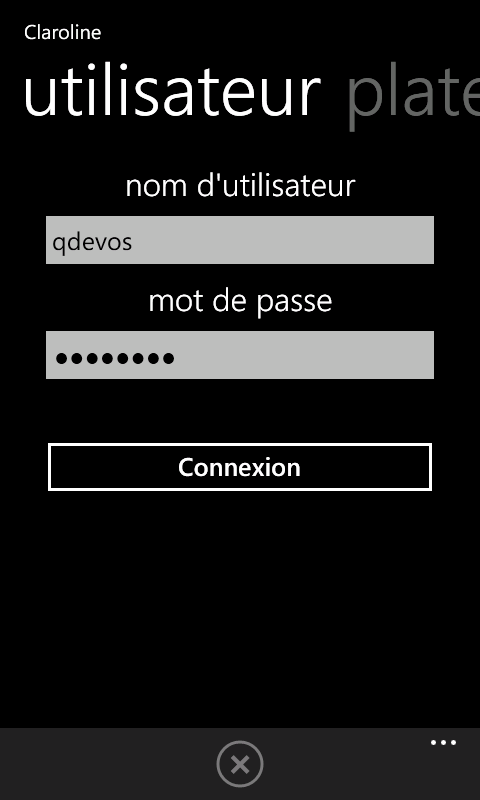 Claroline
utilisateur plate
nom d'utilisateur
qdevos
mot de passe
●●●●●●●●
Connexion